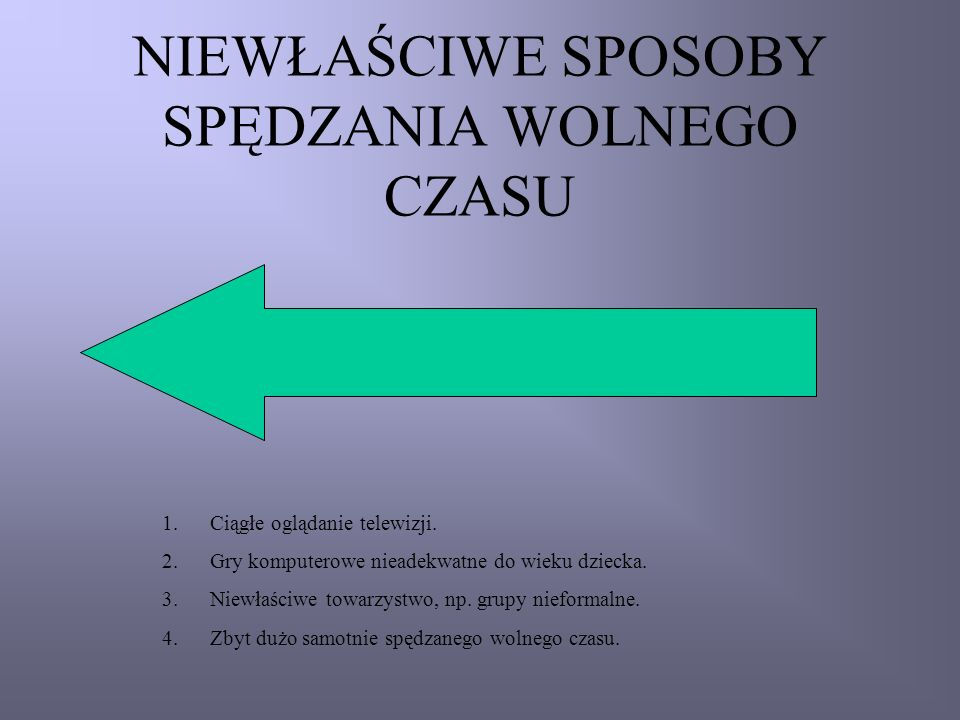 NIEWŁAŚCIWE SPOSOBY
SPĘDZANIA WOLNEGO
CZASU
1. Ciągłe oglądanie telewizji.
2. Gry komputerowe nieadekwatne do wieku dziecka.
3. Niewłaściwe towarzystwo, np. grupy nieformalne.
4. Zbyt dużo samotnie spędzanego wolnego czasu.